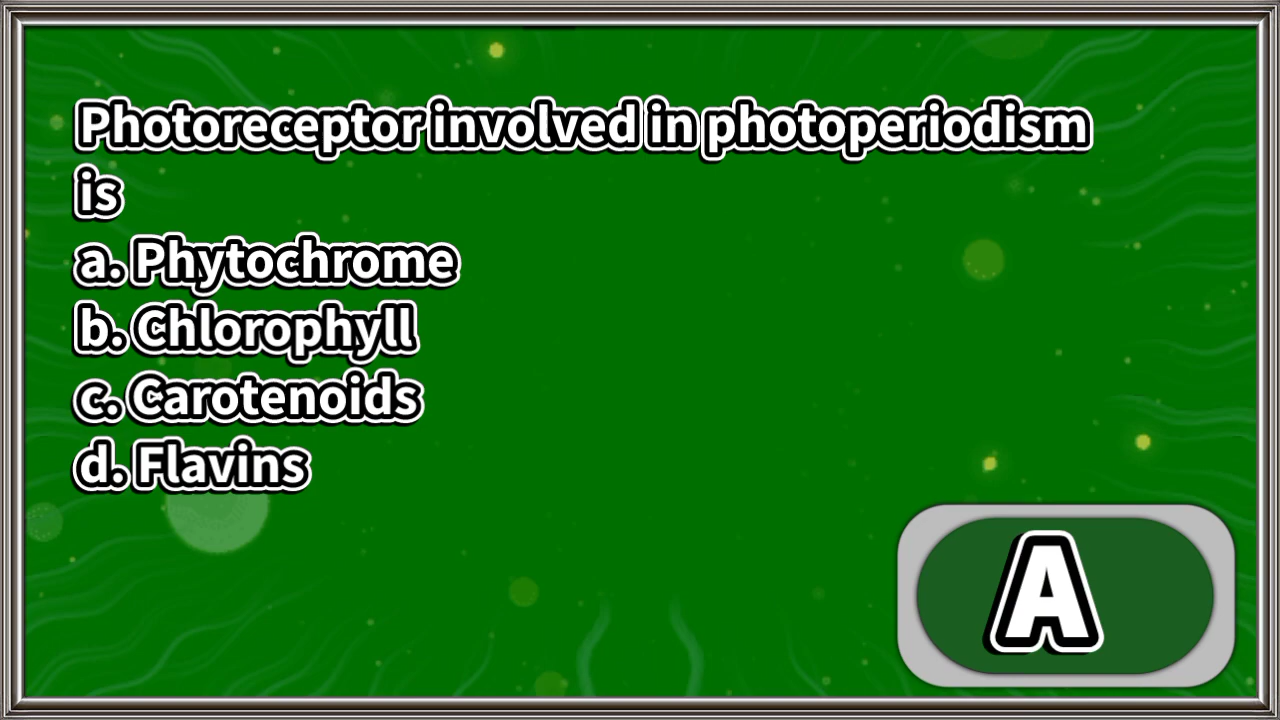 Photoreceptor involved in photoperiodism
is
a. Phytochrome
b. Chlorophyll
c. Carotenoids
d. Flavins
A